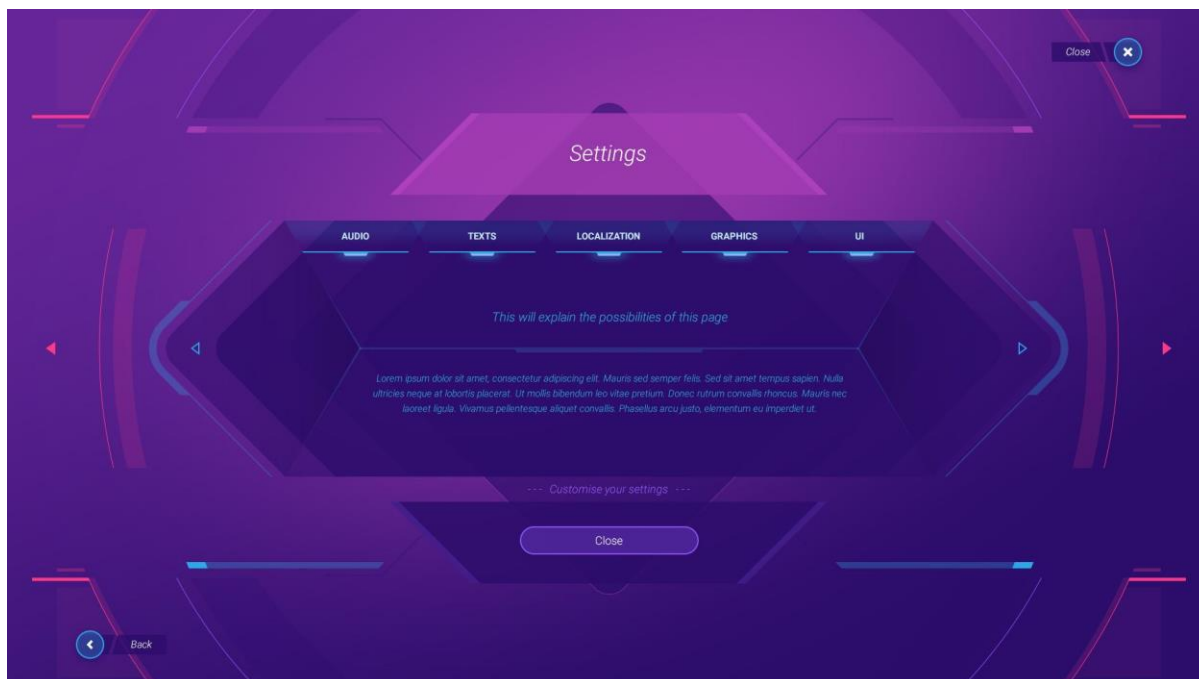 Close
Settings
AUDIO
TEXTS
LOCALIZATION
GRAPHICS
UI
This will explain the possibilities of this page
Lorem ipsum dolor sit amet, consectetur adipiscing elit. Mauris sed semper felis. Sed sit amet tempus sapien. Nulla
ultricies neque at lobortis placerat. Ut mollis bibendum leo vitae pretium. Donec rutrum convallis rhoncus. Mauris nec
laoreet ligula. Vivamus pellentesque aliquet convallis. Phasellus arcu justo, elementum eu imperdiet ut.
--- Customise your settings ---
Close
Back